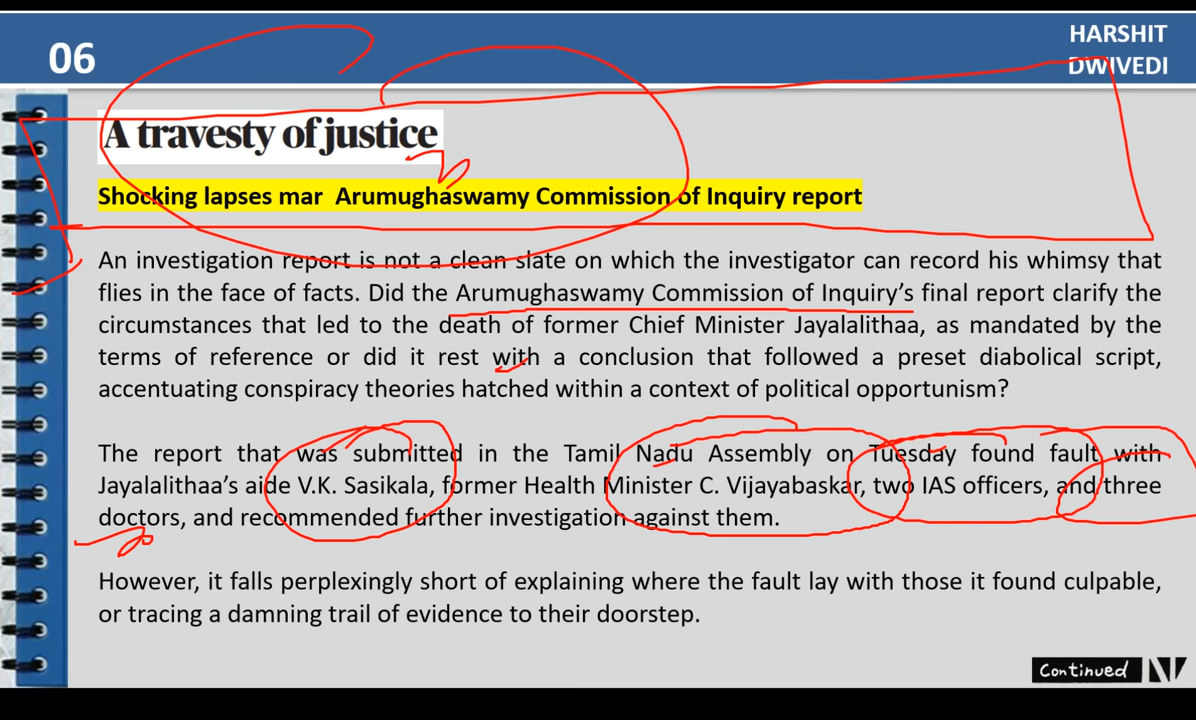 06
HARSHIT
DWIVEDI
A travesty of justice
Shocking lapses mar Arumughaswamy Commission of Inquiry report
An investigation report is not a clean slate on which the investigator can record his whimsy that
flies in the face of facts. Did the Arumughaswamy Commission of Inquiry’s final report clarify the
circumstances that led to the death of former Chief Minister Jayalalithaa, as mandated by the
terms of reference or did it rest with a conclusion that followed a preset diabolical script,
accentuating conspiracy theories hatched within a context of political opportunism?
The report that was submitted in the Tamil Nadu Assembly on Tuesday found fault with
Jayalalithaa’s aide V.K. Sasikala, former Health Minister C. Vijayabaskar, two IAS officers, and three
doctors, and recommended further investigation against them.
However, it falls perplexingly short of explaining where the fault lay with those it found culpable,
or tracing a damning trail of evidence to their doorstep.
Continued